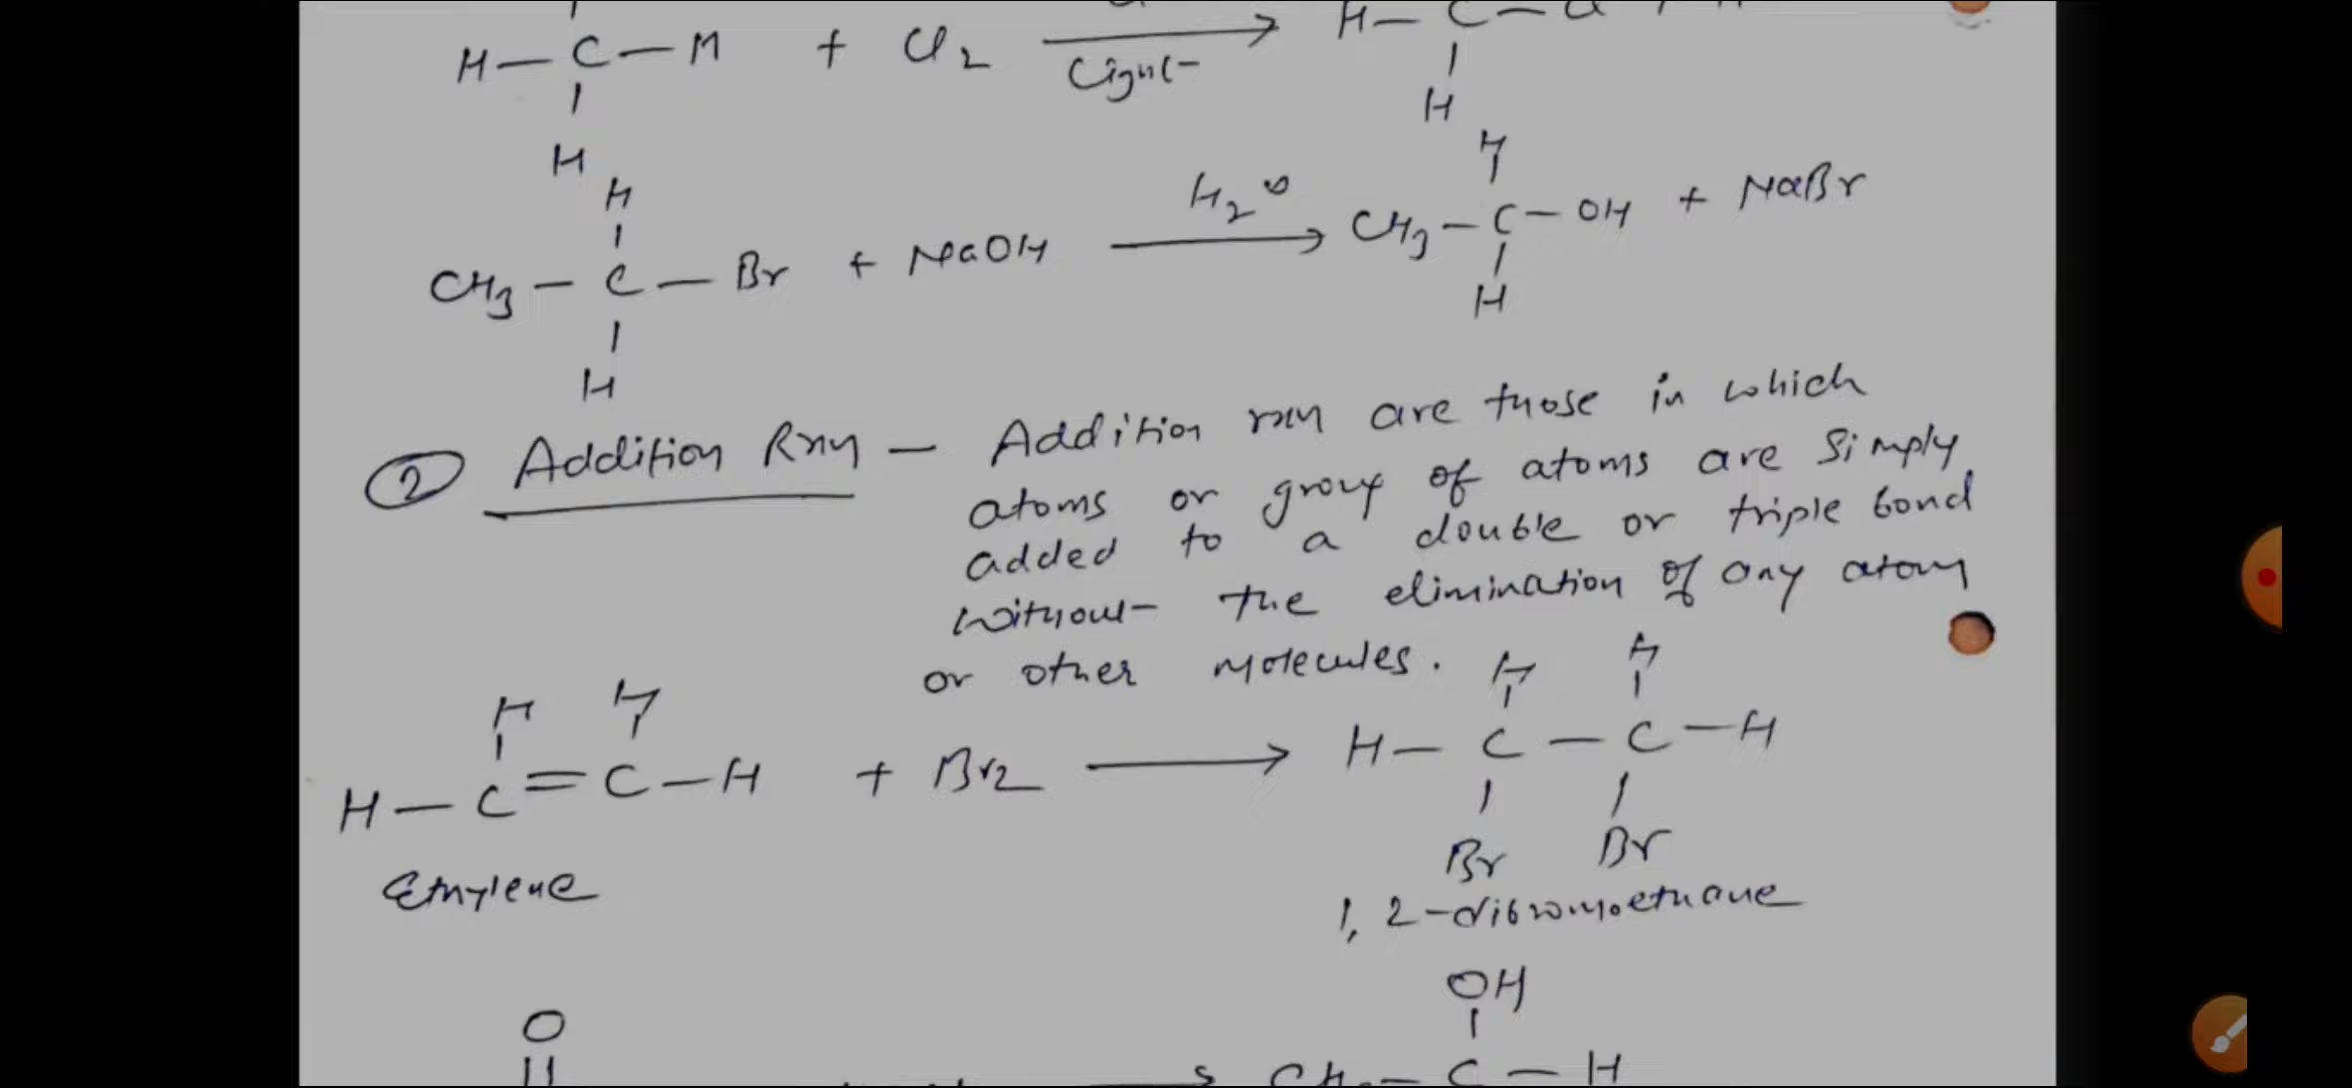 H — C — H + Cl2 Light H — C — Cl + H
H H
H H
CH3 — C — Br + NaOH H2O CH3 — C — OH + NaBr
H H
② Addition Rxn — Addition rxn are those in which
atoms or group of atoms are simply
added to a double or triple bond
without the elimination of any atom
or other molecules.
H H H H
H — C = C — H + Br2 H — C — C — H
Br Br
Ethylene 1, 2-dibromoethane
O OH
C — H